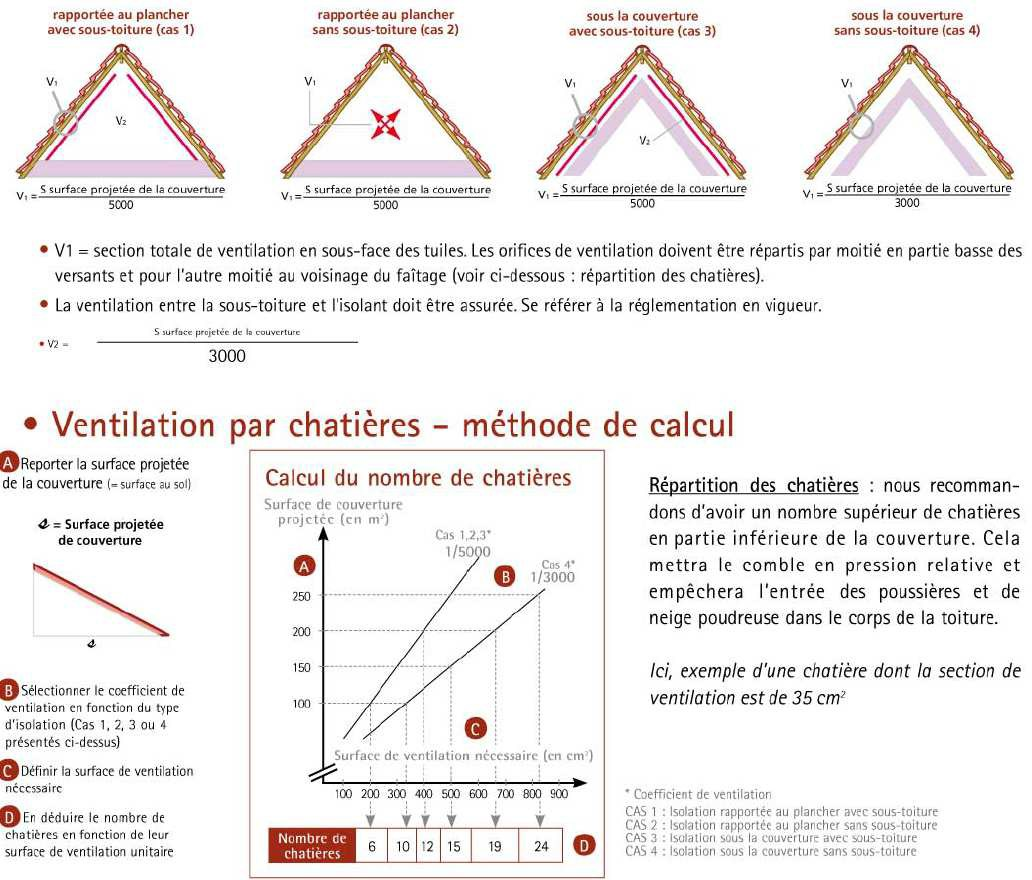 rapportée au plancher
avec sous-toiture (cas 1)
rapportée au plancher
sans sous-toiture (cas 2)
sous la couverture
avec sous-toiture (cas 3)
sous la couverture
sans sous-toiture (cas 4)
V1
V2
V1
V1
V2
V1
V1 = S surface projetée de la couverture
5000
V1 = S surface projetée de la couverture
5000
V1 = S surface projetée de la couverture
5000
V1 = S surface projetée de la couverture
3000
• V1 = section totale de ventilation en sous-face des tuiles. Les orifices de ventilation doivent être répartis par moitié en partie basse des
versants et pour l'autre moitié au voisinage du faîtage (voir ci-dessous : répartition des chatières).
• La ventilation entre la sous-toiture et l'isolant doit être assurée. Se référer à la réglementation en vigueur.
• V2 = S surface projetée de la couverture
3000
• Ventilation par chatières – méthode de calcul
A Reporter la surface projetée
de la couverture (= surface au sol)
s = Surface projetée
de couverture
s
B Sélectionner le coefficient de
ventilation en fonction du type
d'isolation (Cas 1, 2, 3 ou 4
présentés ci-dessus)
C Définir la surface de ventilation
nécessaire
D En déduire le nombre de
chatières en fonction de leur
surface de ventilation unitaire
Calcul du nombre de chatières
Surface de couverture
projetée (en m²)
A
Cas 1,2,3*
1/5000
B
Cas 4*
1/3000
250
200
150
100
C
Surface de ventilation nécessaire (en cm²)
100 200 300 400 500 600 700 800 900
Nombre de
chatières
6 10 12 15 19 24
D
Répartition des chatières : nous recomman-
dons d'avoir un nombre supérieur de chatières
en partie inférieure de la couverture. Cela
mettra le comble en pression relative et
empêchera l'entrée des poussières et de
neige poudreuse dans le corps de la toiture.
Ici, exemple d'une chatière dont la section de
ventilation est de 35 cm²
* Coefficient de ventilation
CAS 1 : Isolation rapportée au plancher avec sous-toiture
CAS 2 : Isolation rapportée au plancher sans sous-toiture
CAS 3 : Isolation sous la couverture avec sous-toiture
CAS 4 : Isolation sous la couverture sans sous-toiture